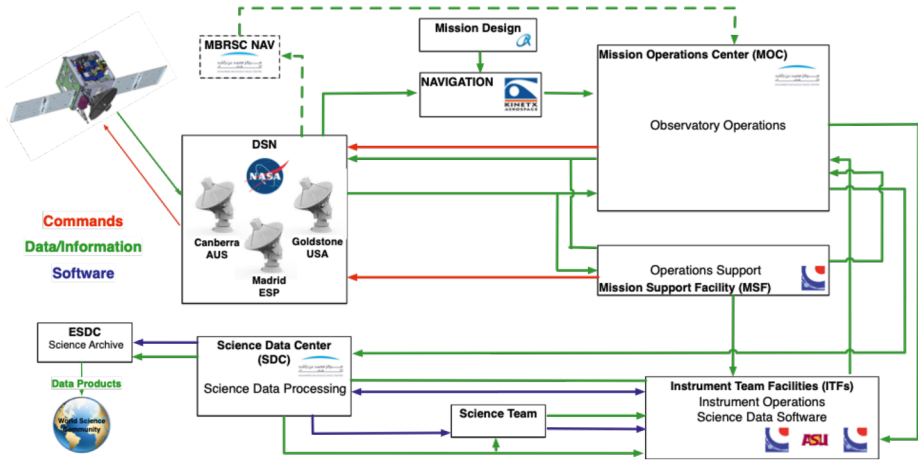 Mission Design
MBRSC NAV
NAVIGATION
KINETX
AEROSPACE
Mission Operations Center (MOC)
Observatory Operations
DSN
NASA
Canberra
AUS
Goldstone
USA
Madrid
ESP
Commands
Data/Information
Software
Operations Support
Mission Support Facility (MSF)
ESDC
Science Archive
Data Products
World Science
Community
Science Data Center
(SDC)
Science Data Processing
Science Team
Instrument Team Facilities (ITFs)
Instrument Operations
Science Data Software
ASU